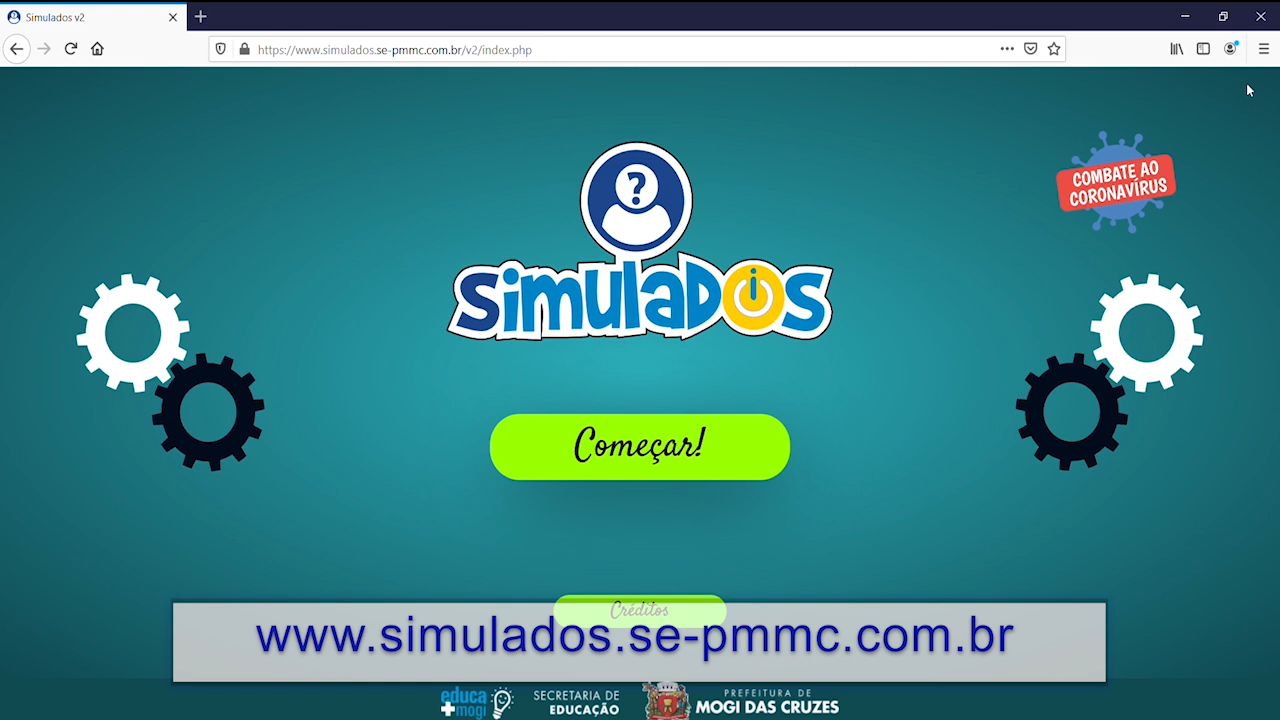 Simulados v2
https://www.simulados.se-pmmc.com.br/v2/index.php
COMBATE AO
CORONAVÍRUS
?
SIMULADOS
Começar!
Créditos
www.simulados.se-pmmc.com.br
educa
+mogi
SECRETARIA DE
EDUCAÇÃO
PREFEITURA DE
MOGI DAS CRUZES